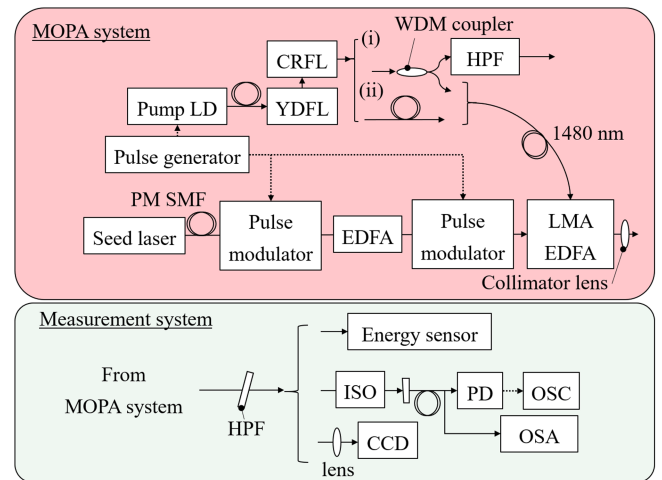 MOPA system
WDM coupler
CRFL
(i)
HPF
(ii)
Pump LD
YDFL
1480 nm
Pulse generator
PM SMF
Seed laser
Pulse
modulator
EDFA
Pulse
modulator
LMA
EDFA
Collimator lens
Measurement system
Energy sensor
From
MOPA system
HPF
ISO
PD
OSC
OSA
CCD
lens